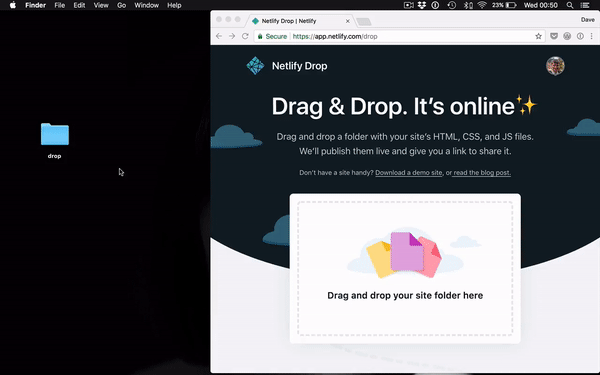 Finder File Edit View Go Window Help
23% Wed 00:50
Netlify Drop | Netlify
Dave
Secure https://app.netlify.com/drop
Netlify Drop
Drag & Drop. It's online✨
Drag and drop a folder with your site's HTML, CSS, and JS files.
We'll publish them live and give you a link to share it.
Don't have a site handy? Download a demo site, or read the blog post.
drop
Drag and drop your site folder here